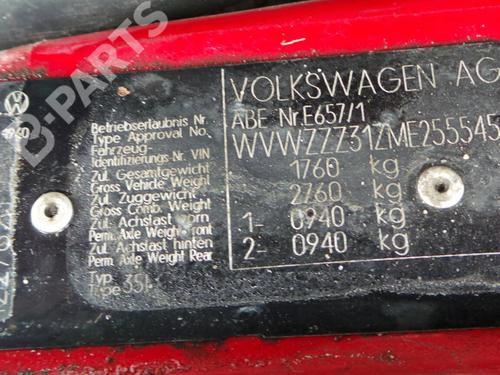 VOLKSWAGEN AG
ABE Nr.E657/1
WVWZZZ31ZME255545
1760 kg
2760 kg
1- 0940 kg
2- 0940 kg
Betriebserlaubnis Nr.
Type Approval No.
Fahrzeug-
Identifizierungs-Nr. VIN
Zul. Gesamtgewicht
Gross Vehicle Weight
Zul. Zuggewicht
Gross Comb. Weight
Zul. Achslast vorn
Perm. Axle Weight Front
Zul. Achslast hinten
Perm. Axle Weight Rear
Typ
Type 35I
B-PARTS